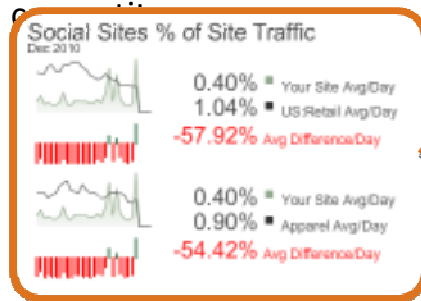 Social Sites % of Site Traffic
Dec 2010
0.40% Your Site Avg/Day
1.04% US:Retail Avg/Day
-57.92% Avg Difference/Day
0.40% Your Site Avg/Day
0.90% Apparel Avg/Day
-54.42% Avg Difference/Day